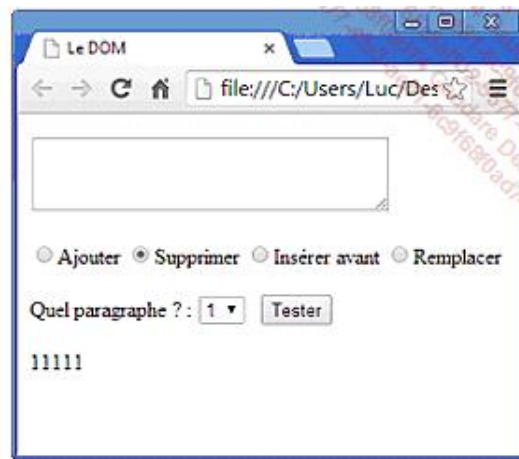 Le DOM
file:///C:/Users/Luc/Des
Ajouter Supprimer Insérer avant Remplacer
Quel paragraphe ? : 1 Tester
11111